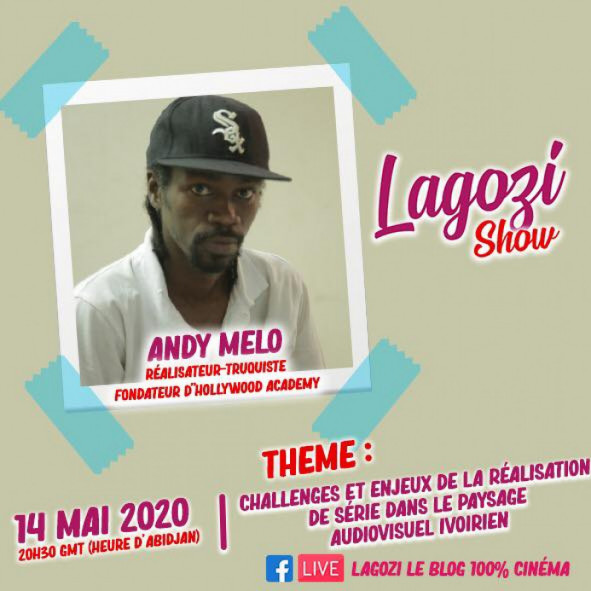 Sox
Lagozi
Show
ANDY MELO
RÉALISATEUR-TRUQUISTE
FONDATEUR D"HOLLYWOOD ACADEMY
THEME :
CHALLENGES ET ENJEUX DE LA RÉALISATION
DE SÉRIE DANS LE PAYSAGE
AUDIOVISUEL IVOIRIEN
14 MAI 2020
20H30 GMT (HEURE D'ABIDJAN)
f LIVE LAGOZI LE BLOG 100% CINÉMA